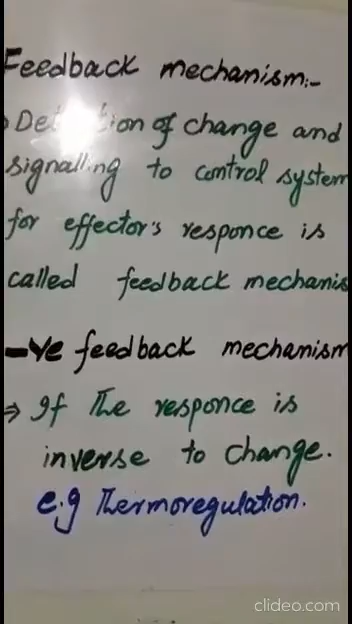 Feedback mechanism:-
Detection of change and
signalling to control system
for effector's responce is
called feedback mechanis
-ve feedback mechanism
⇒ If the responce is
inverse to change.
e.g Thermoregulation.
clideo.com